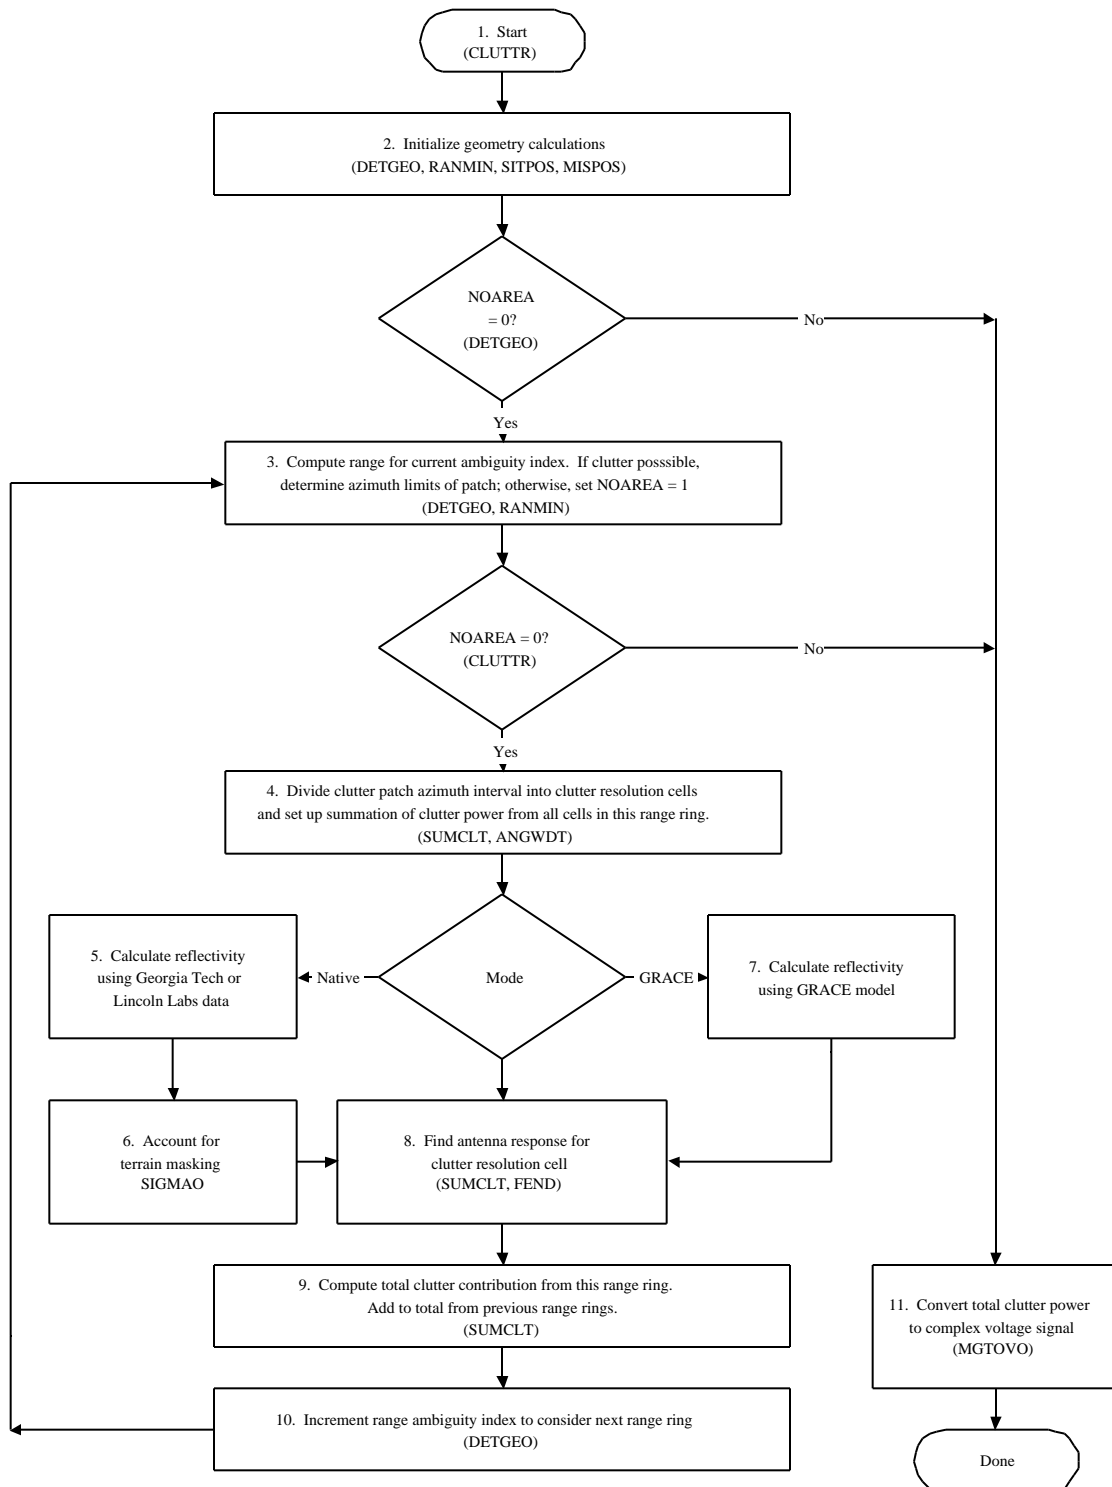 1. Start
(CLUTTR)
2. Initialize geometry calculations
(DETGEO, RANMIN, SITPOS, MISPOS)
NOAREA
= 0?
(DETGEO)
No
Yes
3. Compute range for current ambiguity index. If clutter posssible,
determine azimuth limits of patch; otherwise, set NOAREA = 1
(DETGEO, RANMIN)
NOAREA = 0?
(CLUTTR)
No
Yes
4. Divide clutter patch azimuth interval into clutter resolution cells
and set up summation of clutter power from all cells in this range ring.
(SUMCLT, ANGWDT)
5. Calculate reflectivity
using Georgia Tech or
Lincoln Labs data
Native
Mode
GRACE
7. Calculate reflectivity
using GRACE model
6. Account for
terrain masking
SIGMAO
8. Find antenna response for
clutter resolution cell
(SUMCLT, FEND)
9. Compute total clutter contribution from this range ring.
Add to total from previous range rings.
(SUMCLT)
11. Convert total clutter power
to complex voltage signal
(MGTOVO)
10. Increment range ambiguity index to consider next range ring
(DETGEO)
Done